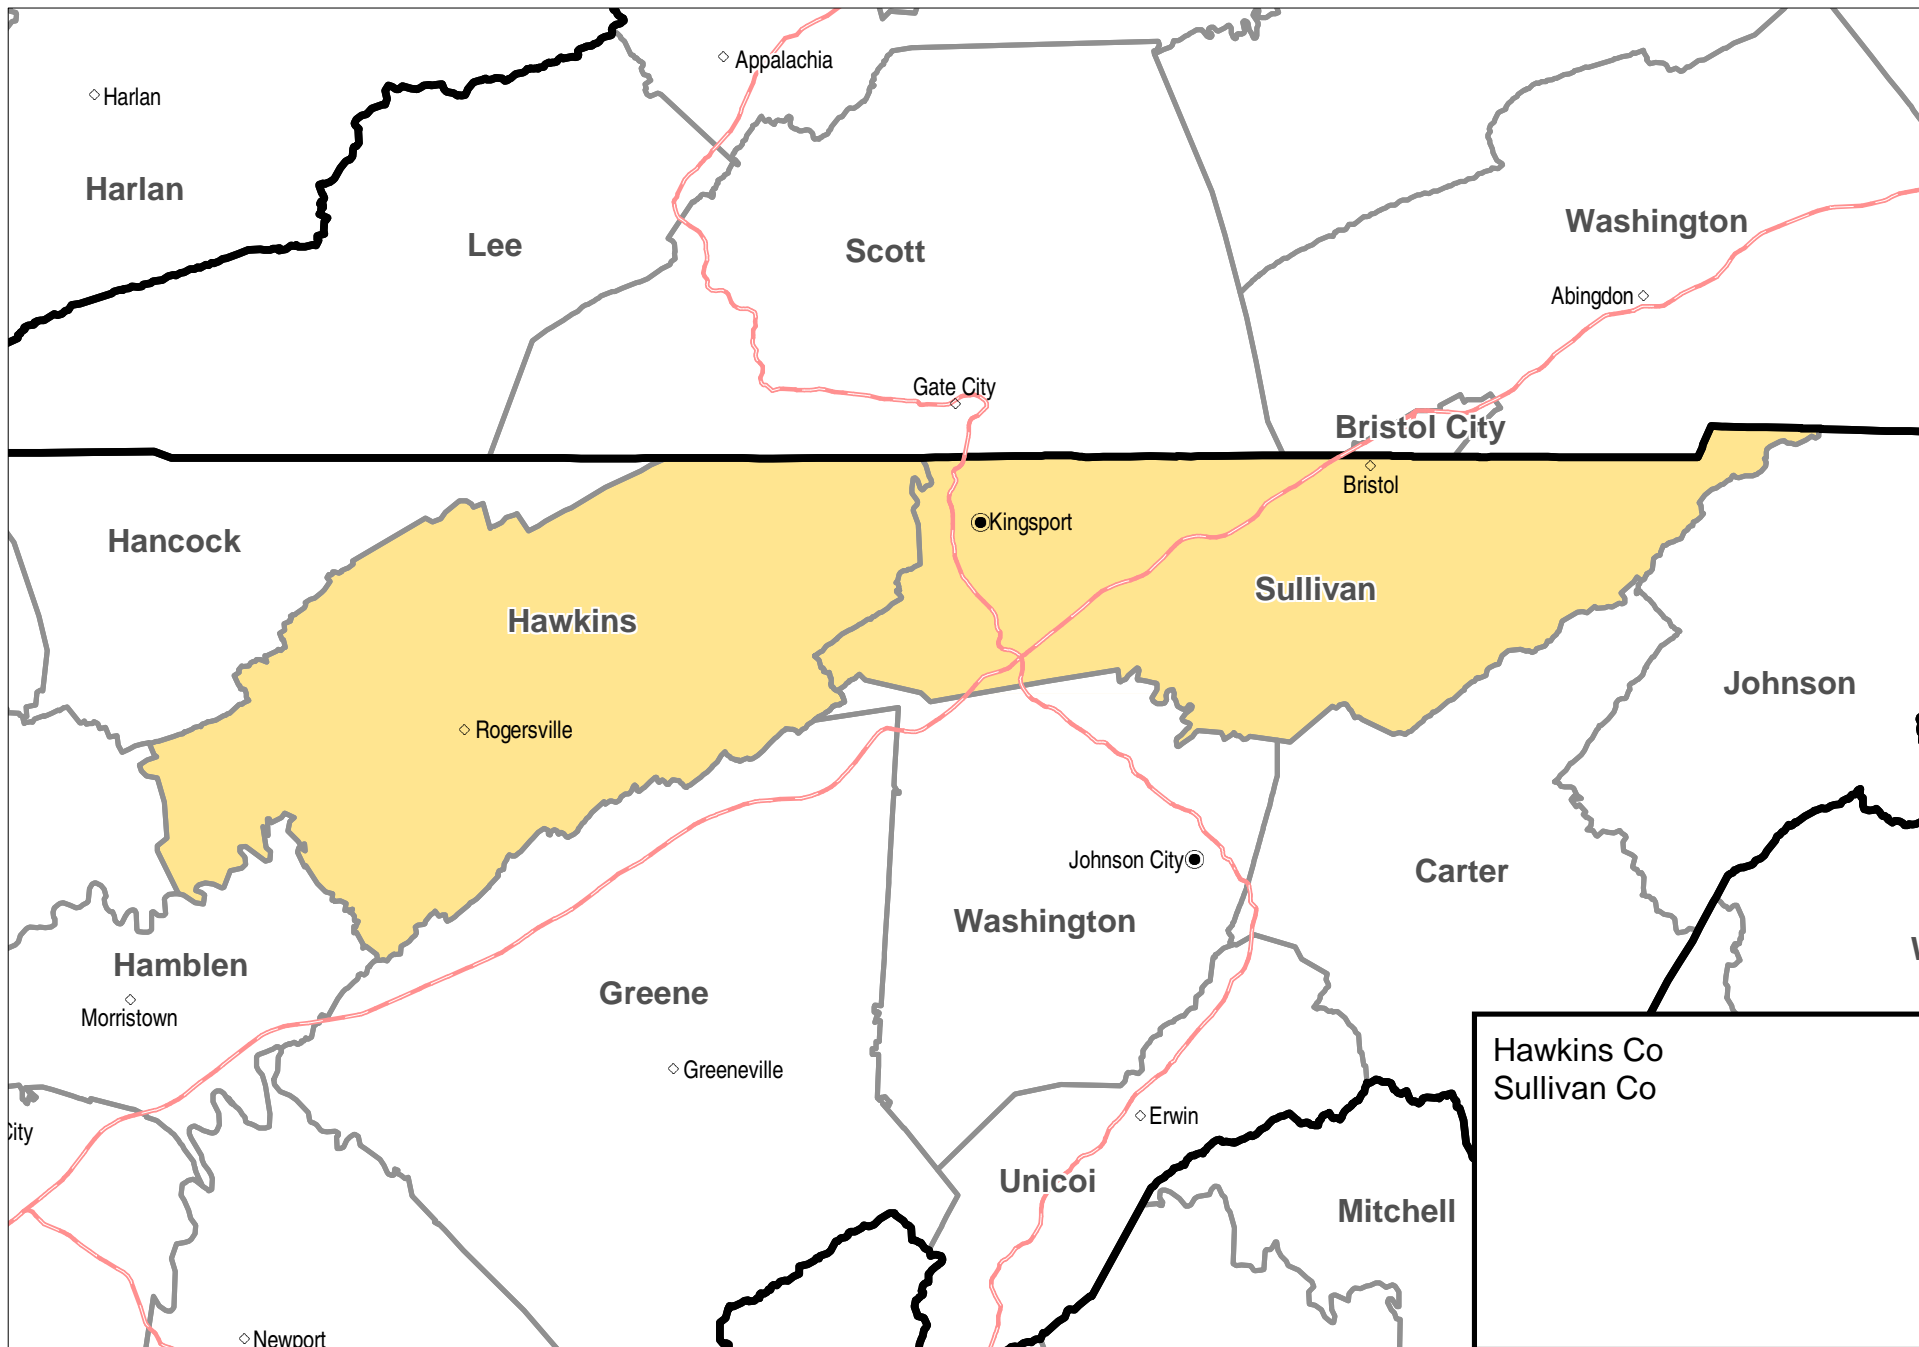 Appalachia
Harlan
Harlan
Lee
Scott
Washington
Abingdon
Gate City
Bristol City
Bristol
Kingsport
Hancock
Sullivan
Hawkins
Johnson
Rogersville
Johnson City
Carter
Washington
Hamblen
Greene
Morristown
Hawkins Co
Greeneville
Sullivan Co
Erwin
City
Unicoi
Mitchell
Newport